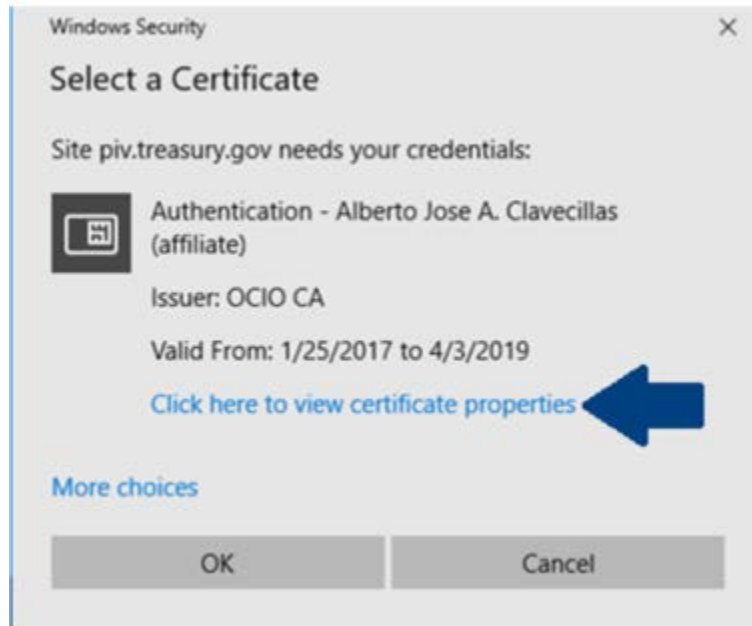 Windows Security
Select a Certificate
Site piv.treasury.gov needs your credentials:
Authentication - Alberto Jose A. Clavecillas
(affiliate)
Issuer: OCIO CA
Valid From: 1/25/2017 to 4/3/2019
Click here to view certificate properties
More choices
OK
Cancel